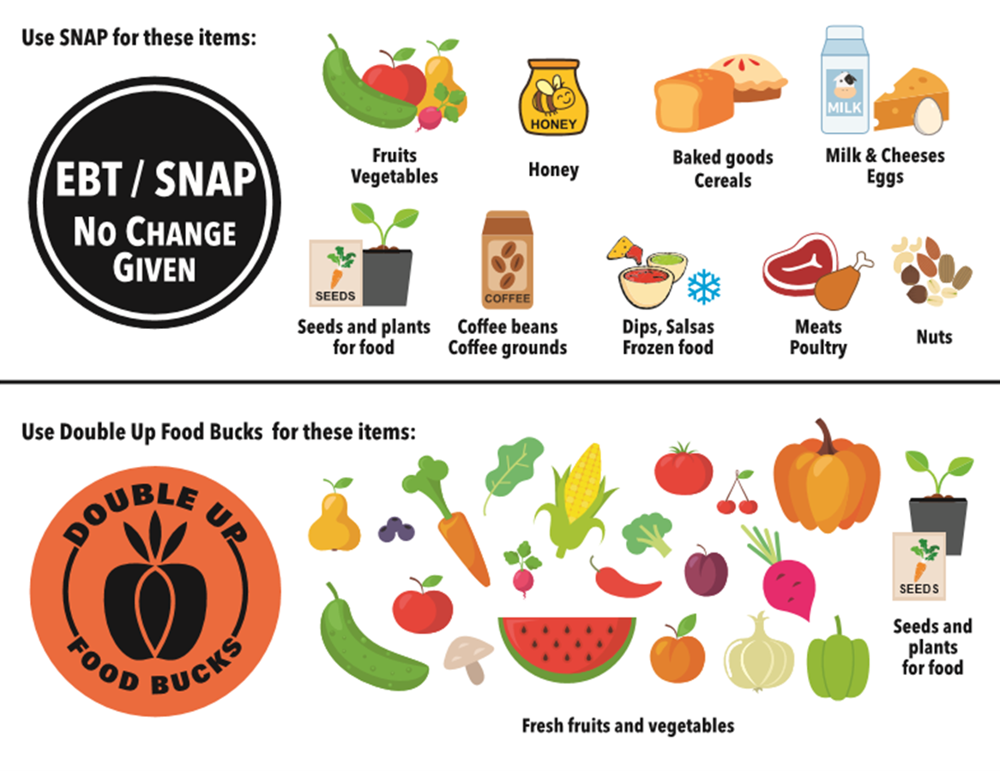 Use SNAP for these items:
EBT / SNAP
NO CHANGE
GIVEN
Fruits
Vegetables
HONEY
Honey
Baked goods
Cereals
MILK
Milk & Cheeses
Eggs
SEEDS
Seeds and plants
for food
COFFEE
Coffee beans
Coffee grounds
Dips, Salsas
Frozen food
Meats
Poultry
Nuts
Use Double Up Food Bucks  for these items:
DOUBLE UP
FOOD BUCKS
SEEDS
Seeds and
plants
for food
Fresh fruits and vegetables